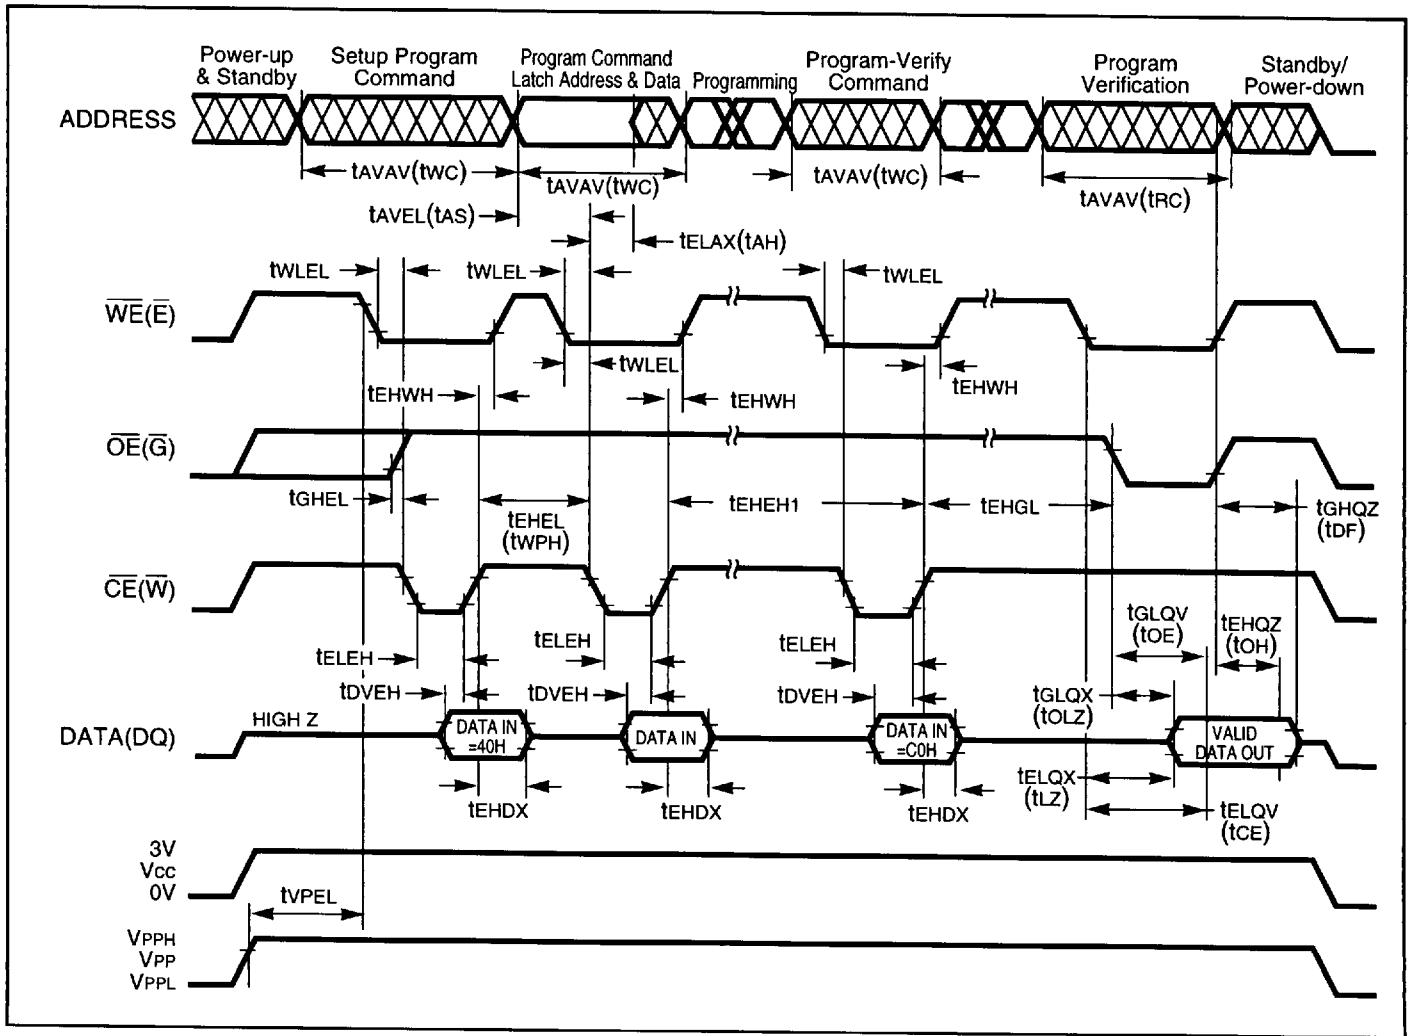 Power-up
& Standby
Setup Program
Command
Program Command
Latch Address & Data
Programming
Program-Verify
Command
Program
Verification
Standby/
Power-down
ADDRESS
tAVAV(tWC)
tAVAV(tWC)
tAVAV(tWC)
tAVAV(tRC)
tAVEL(tAS)
tELAX(tAH)
tWLEL
tWLEL
tWLEL
WE(E)
tWLEL
tEHWH
tEHWH
tEHWH
OE(G)
tGHEL
tEHEL
(tWPH)
tEHEH1
tEHGL
tGHQZ
(tDF)
CE(W)
tELEH
tELEH
tELEH
tGLQV
(tOE)
tEHQZ
(tOH)
tDVEH
tDVEH
tDVEH
tGLQX
(tOLZ)
DATA(DQ)
HIGH Z
DATA IN
=40H
DATA IN
DATA IN
=C0H
VALID
DATA OUT
tEHDX
tEHDX
tEHDX
tELQX
(tLZ)
tELQV
(tCE)
3V
VCC
0V
tVPEL
VPPH
VPP
VPPL